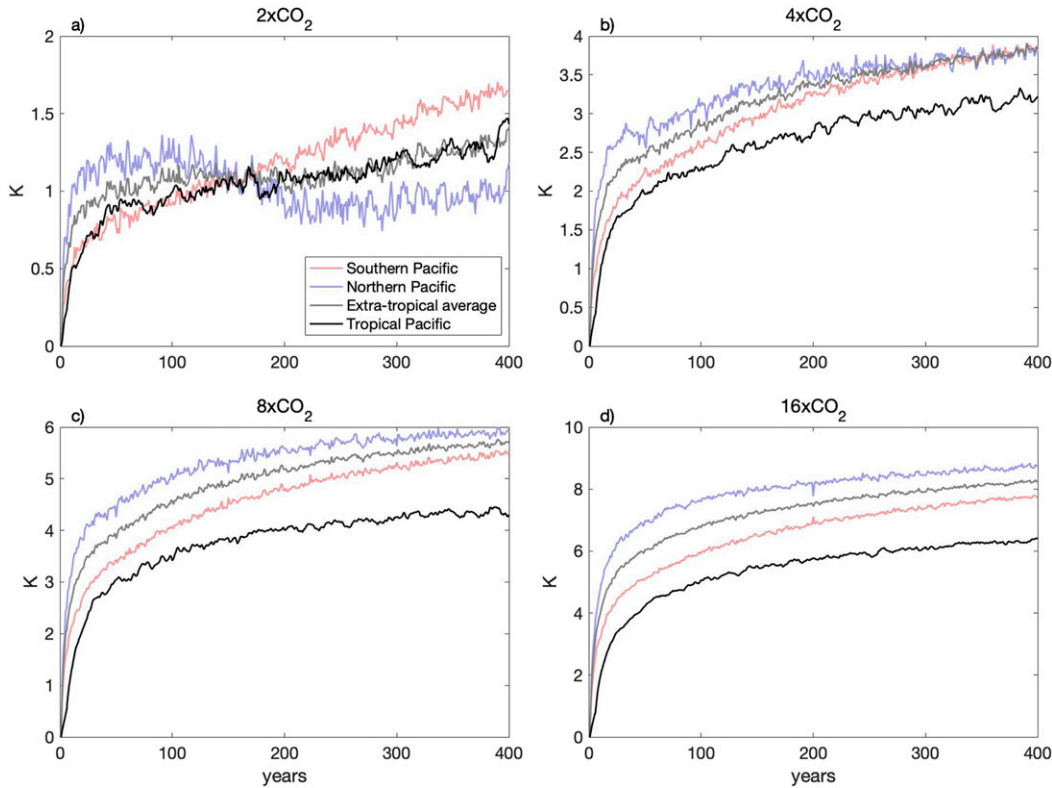 a) 2xCO2
2
1.5
1
0.5
0
K
0 100 200 300 400
Southern Pacific
Northern Pacific
Extra-tropical average
Tropical Pacific
b) 4xCO2
4
3.5
3
2.5
2
1.5
1
0.5
0
K
0 100 200 300 400
c) 8xCO2
6
5
4
3
2
1
0
K
0 100 200 300 400
years
d) 16xCO2
10
8
6
4
2
0
K
0 100 200 300 400
years